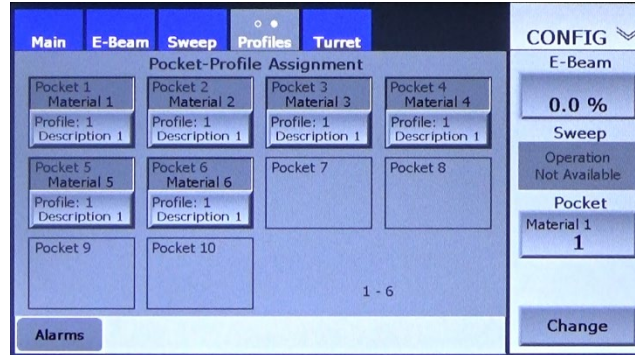 Main E-Beam Sweep Profiles Turret
CONFIG
Pocket-Profile Assignment
E-Beam
0.0 %
Sweep
Operation
Not Available
Pocket
Material 1
1
Change
Pocket 1
Material 1
Profile: 1
Description 1
Pocket 2
Material 2
Profile: 1
Description 1
Pocket 3
Material 3
Profile: 1
Description 1
Pocket 4
Material 4
Profile: 1
Description 1
Pocket 5
Material 5
Profile: 1
Description 1
Pocket 6
Material 6
Profile: 1
Description 1
Pocket 7
Pocket 8
Pocket 9
Pocket 10
1 - 6
Alarms